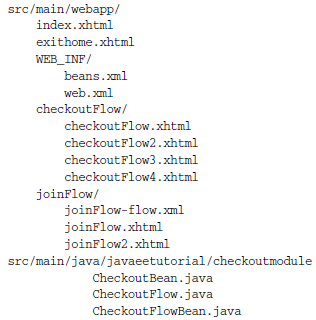 src/main/webapp/
index.xhtml
exithome.xhtml
WEB_INF/
beans.xml
web.xml
checkoutFlow/
checkoutFlow.xhtml
checkoutFlow2.xhtml
checkoutFlow3.xhtml
checkoutFlow4.xhtml
joinFlow/
joinFlow-flow.xml
joinFlow.xhtml
joinFlow2.xhtml
src/main/java/javaeetutorial/checkoutmodule
CheckoutBean.java
CheckoutFlow.java
CheckoutFlowBean.java